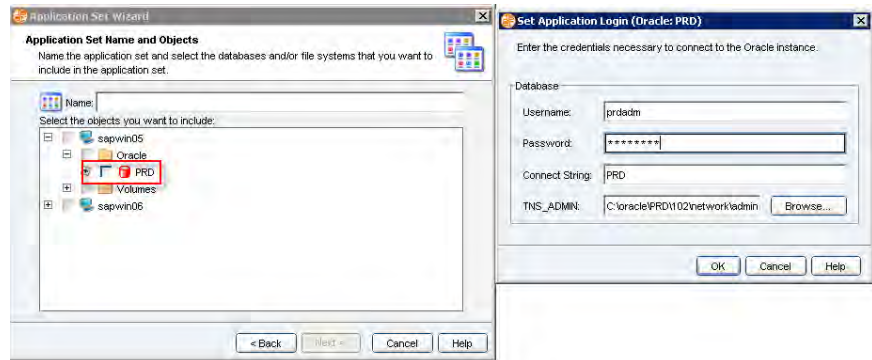 Application Set Wizard
Application Set Name and Objects
Name the application set and select the databases and/or file systems that you want to
include in the application set.
Name:
Select the objects you want to include:
sapwin05
Oracle
PRD
Volumes
sapwin06
< Back
Next >
Cancel
Help
Set Application Login (Oracle: PRD)
Enter the credentials necessary to connect to the Oracle instance.
Database
Username: prdadm
Password: ********
Connect String: PRD
TNS_ADMIN: C:\oracle\PRD\102\network\admin Browse...
OK Cancel Help